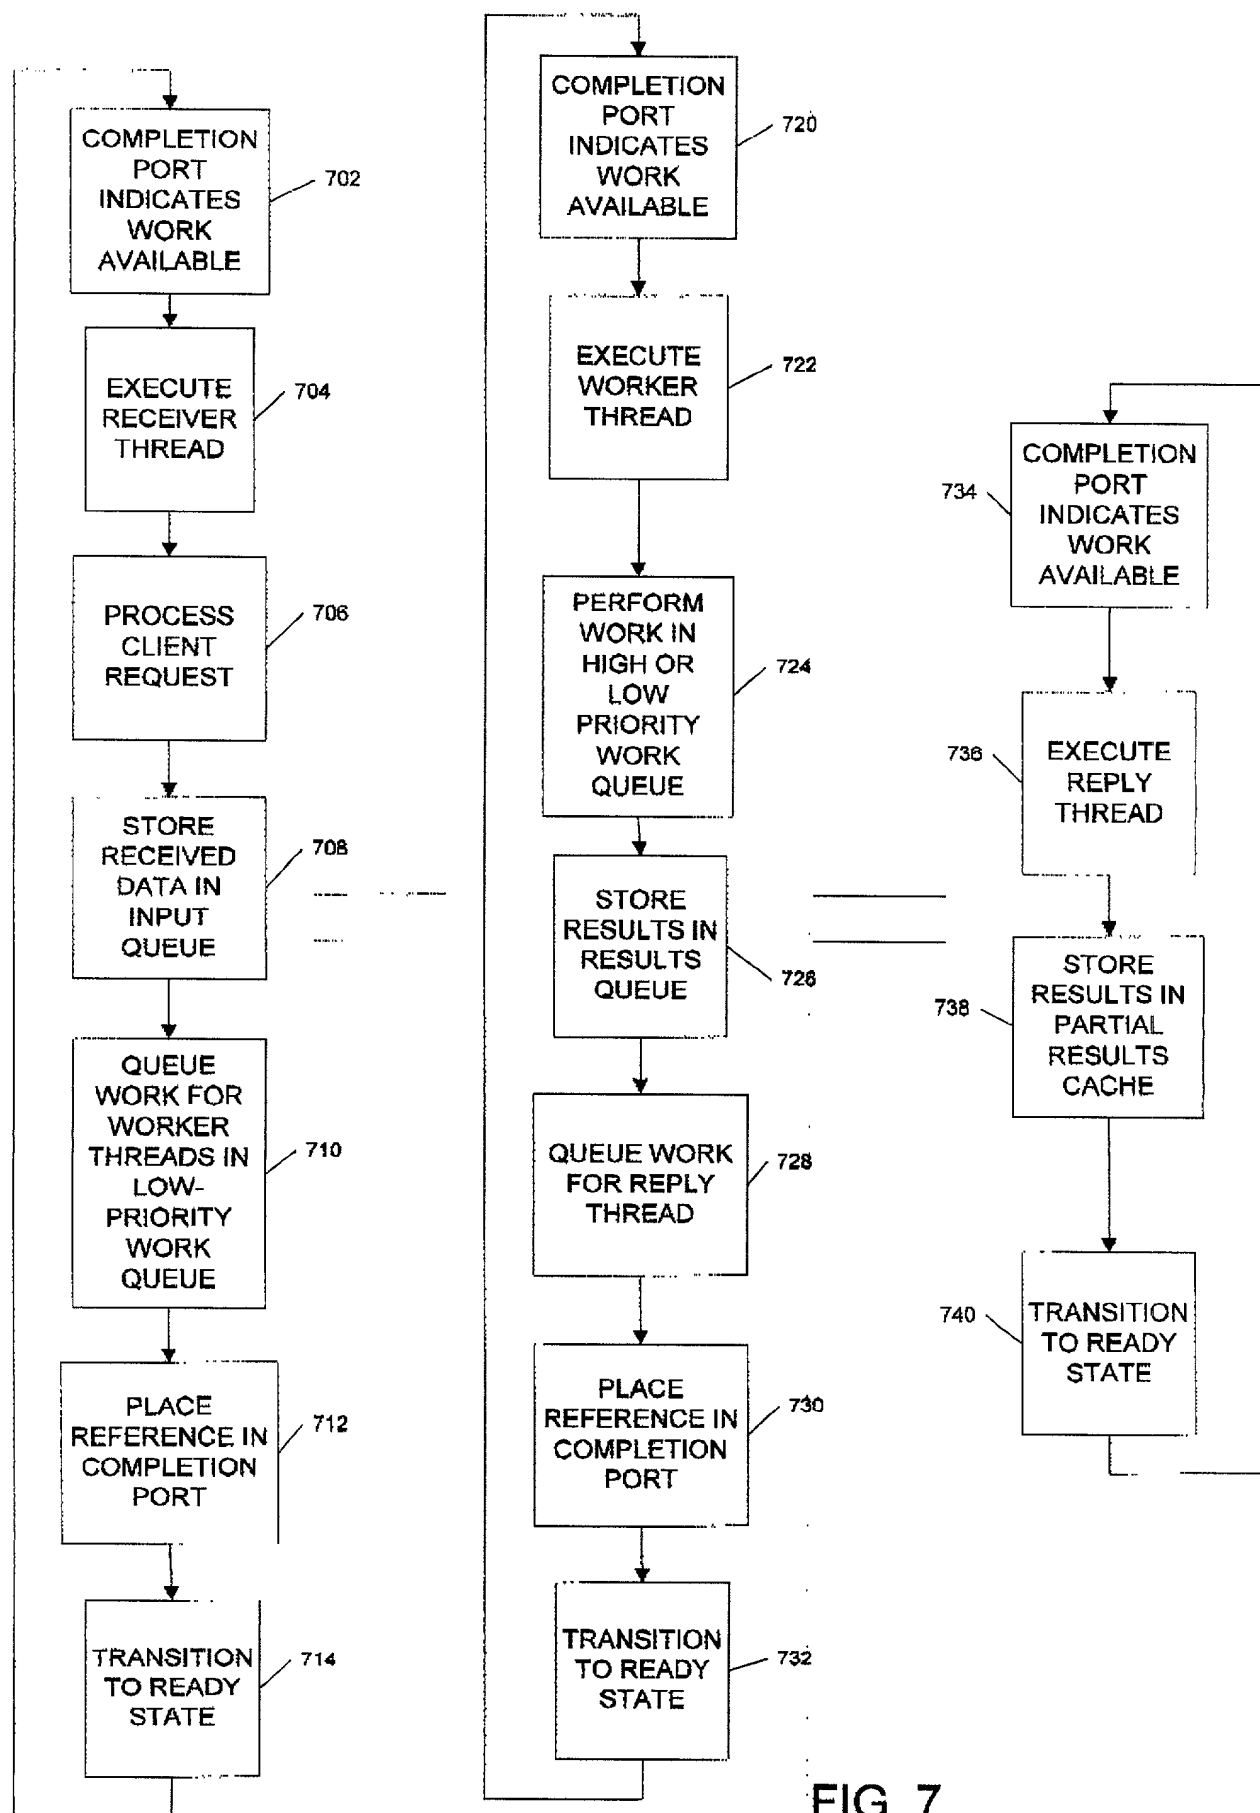 COMPLETION
PORT
INDICATES
WORK
AVAILABLE
702
EXECUTE
RECEIVER
THREAD
704
PROCESS
CLIENT
REQUEST
706
STORE
RECEIVED
DATA IN
INPUT
QUEUE
708
QUEUE
WORK FOR
WORKER
THREADS IN
LOW-
PRIORITY
WORK
QUEUE
710
PLACE
REFERENCE IN
COMPLETION
PORT
712
TRANSITION
TO READY
STATE
714
COMPLETION
PORT
INDICATES
WORK
AVAILABLE
720
EXECUTE
WORKER
THREAD
722
PERFORM
WORK IN
HIGH OR
LOW
PRIORITY
WORK
QUEUE
724
STORE
RESULTS IN
RESULTS
QUEUE
726
QUEUE WORK
FOR REPLY
THREAD
728
PLACE
REFERENCE IN
COMPLETION
PORT
730
TRANSITION
TO READY
STATE
732
COMPLETION
PORT
INDICATES
WORK
AVAILABLE
734
EXECUTE
REPLY
THREAD
736
STORE
RESULTS IN
PARTIAL
RESULTS
CACHE
738
TRANSITION
TO READY
STATE
740
FIG. 7